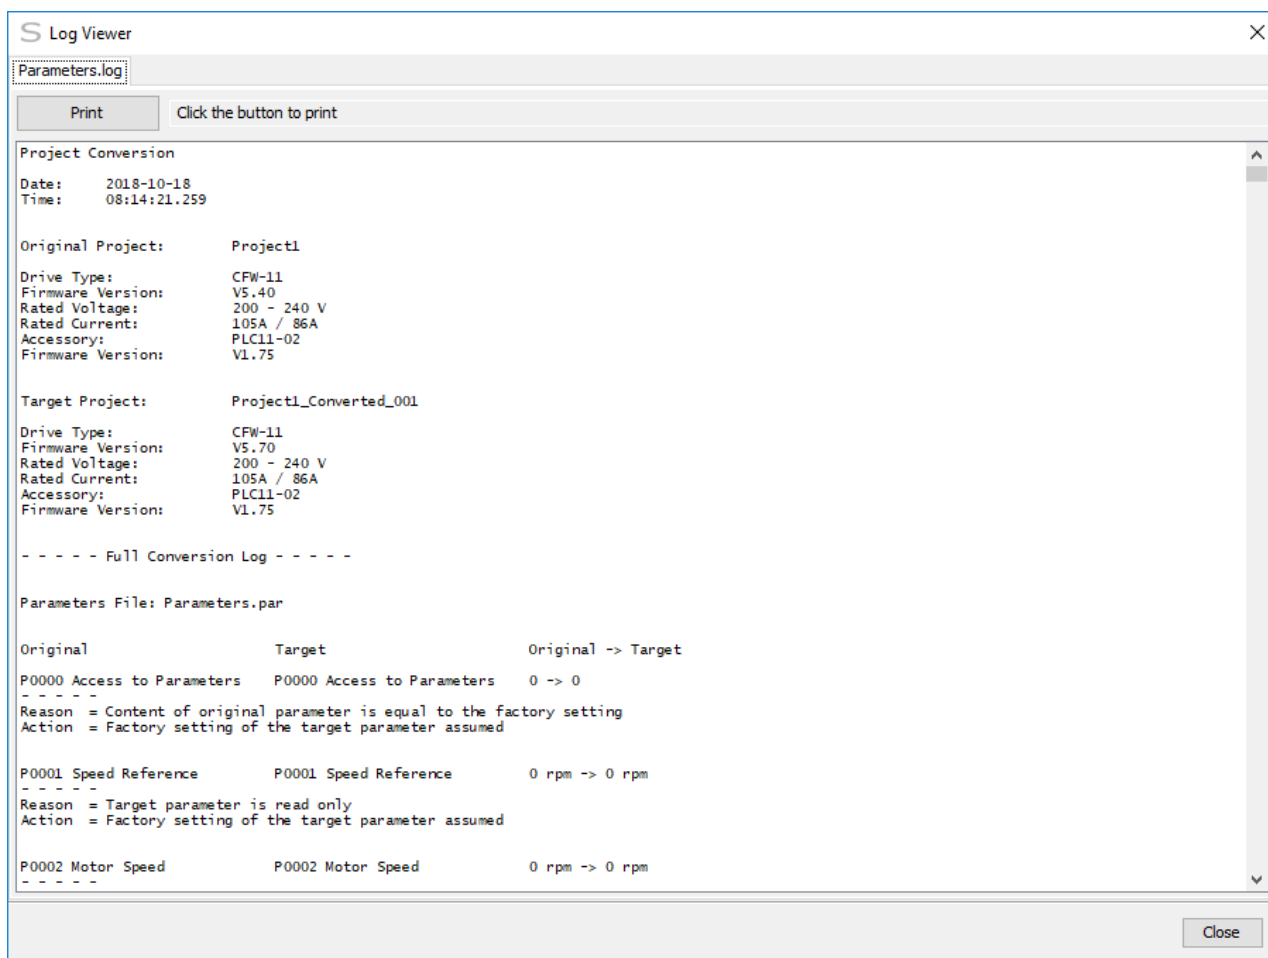 Log Viewer
Parameters.log
Print Click the button to print
Project Conversion
Date: 2018-10-18
Time: 08:14:21.259
Original Project: Project1
Drive Type: CFW-11
Firmware Version: V5.40
Rated Voltage: 200 - 240 V
Rated Current: 105A / 86A
Accessory: PLC11-02
Firmware Version: V1.75
Target Project: Project1_Converted_001
Drive Type: CFW-11
Firmware Version: V5.70
Rated Voltage: 200 - 240 V
Rated Current: 105A / 86A
Accessory: PLC11-02
Firmware Version: V1.75
- - - - - Full Conversion Log - - - - -
Parameters File: Parameters.par
Original Target Original -> Target
P0000 Access to Parameters P0000 Access to Parameters 0 -> 0
- - - - -
Reason = Content of original parameter is equal to the factory setting
Action = Factory setting of the target parameter assumed
P0001 Speed Reference P0001 Speed Reference 0 rpm -> 0 rpm
- - - - -
Reason = Target parameter is read only
Action = Factory setting of the target parameter assumed
P0002 Motor Speed P0002 Motor Speed 0 rpm -> 0 rpm
- - - - -
Close